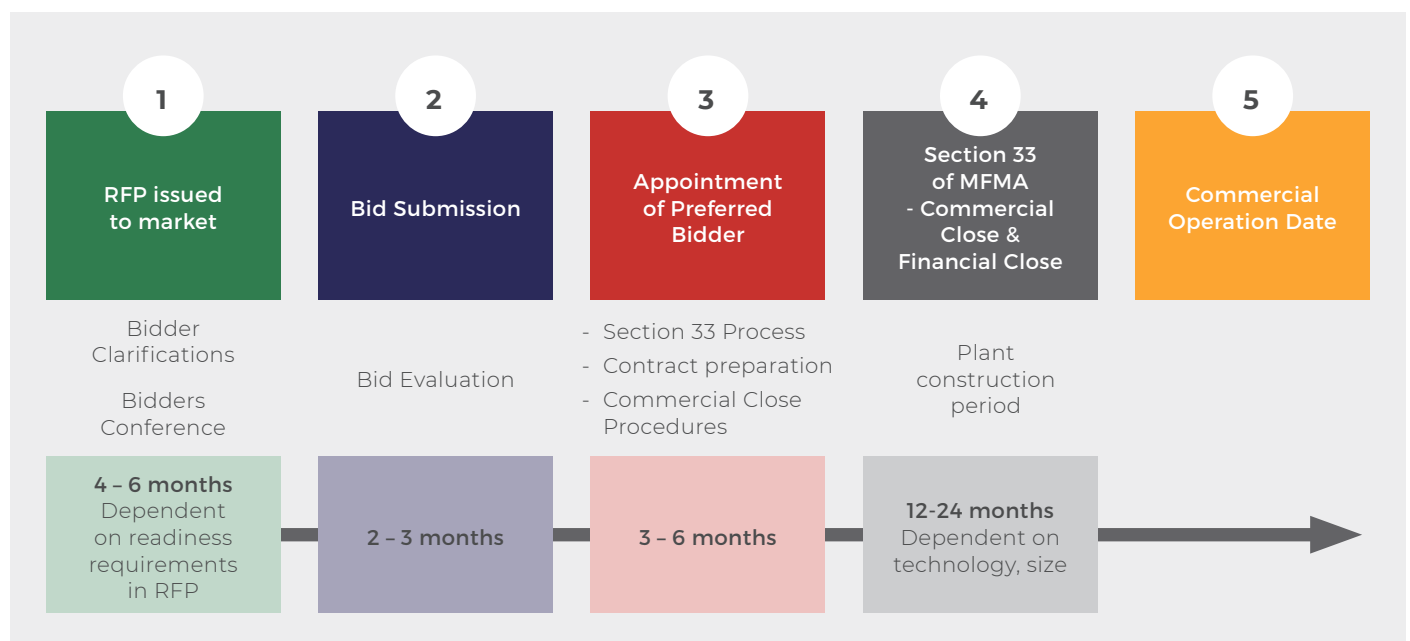 1
RFP issued
to market
Bidder
Clarifications
Bidders
Conference
4 – 6 months
Dependent
on readiness
requirements
in RFP
2
Bid Submission
Bid Evaluation
2 – 3 months
3
Appointment
of Preferred
Bidder
- Section 33 Process
- Contract preparation
- Commercial Close
Procedures
3 – 6 months
4
Section 33
of MFMA
- Commercial
Close &
Financial Close
Plant
construction
period
12-24 months
Dependent on
technology, size
5
Commercial
Operation Date